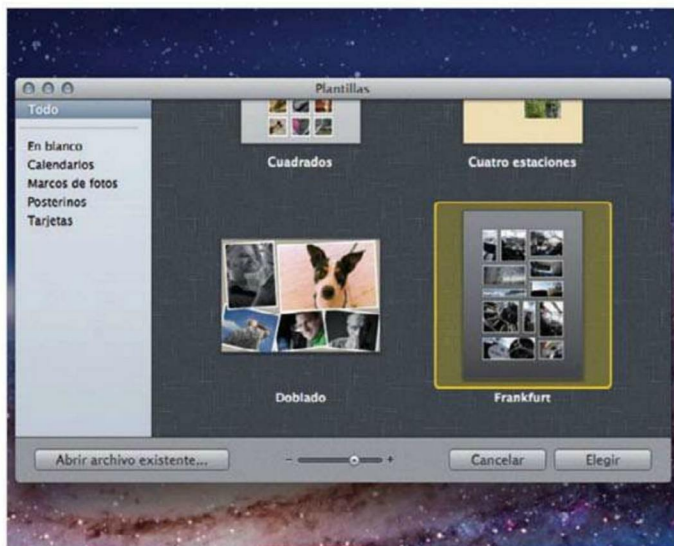 Plantillas
Todo
En blanco
Calendarios
Marcos de fotos
Posterinos
Tarjetas
Cuadrados
Cuatro estaciones
Doblado
Frankfurt
Abrir archivo existente...
- +
Cancelar
Elegir